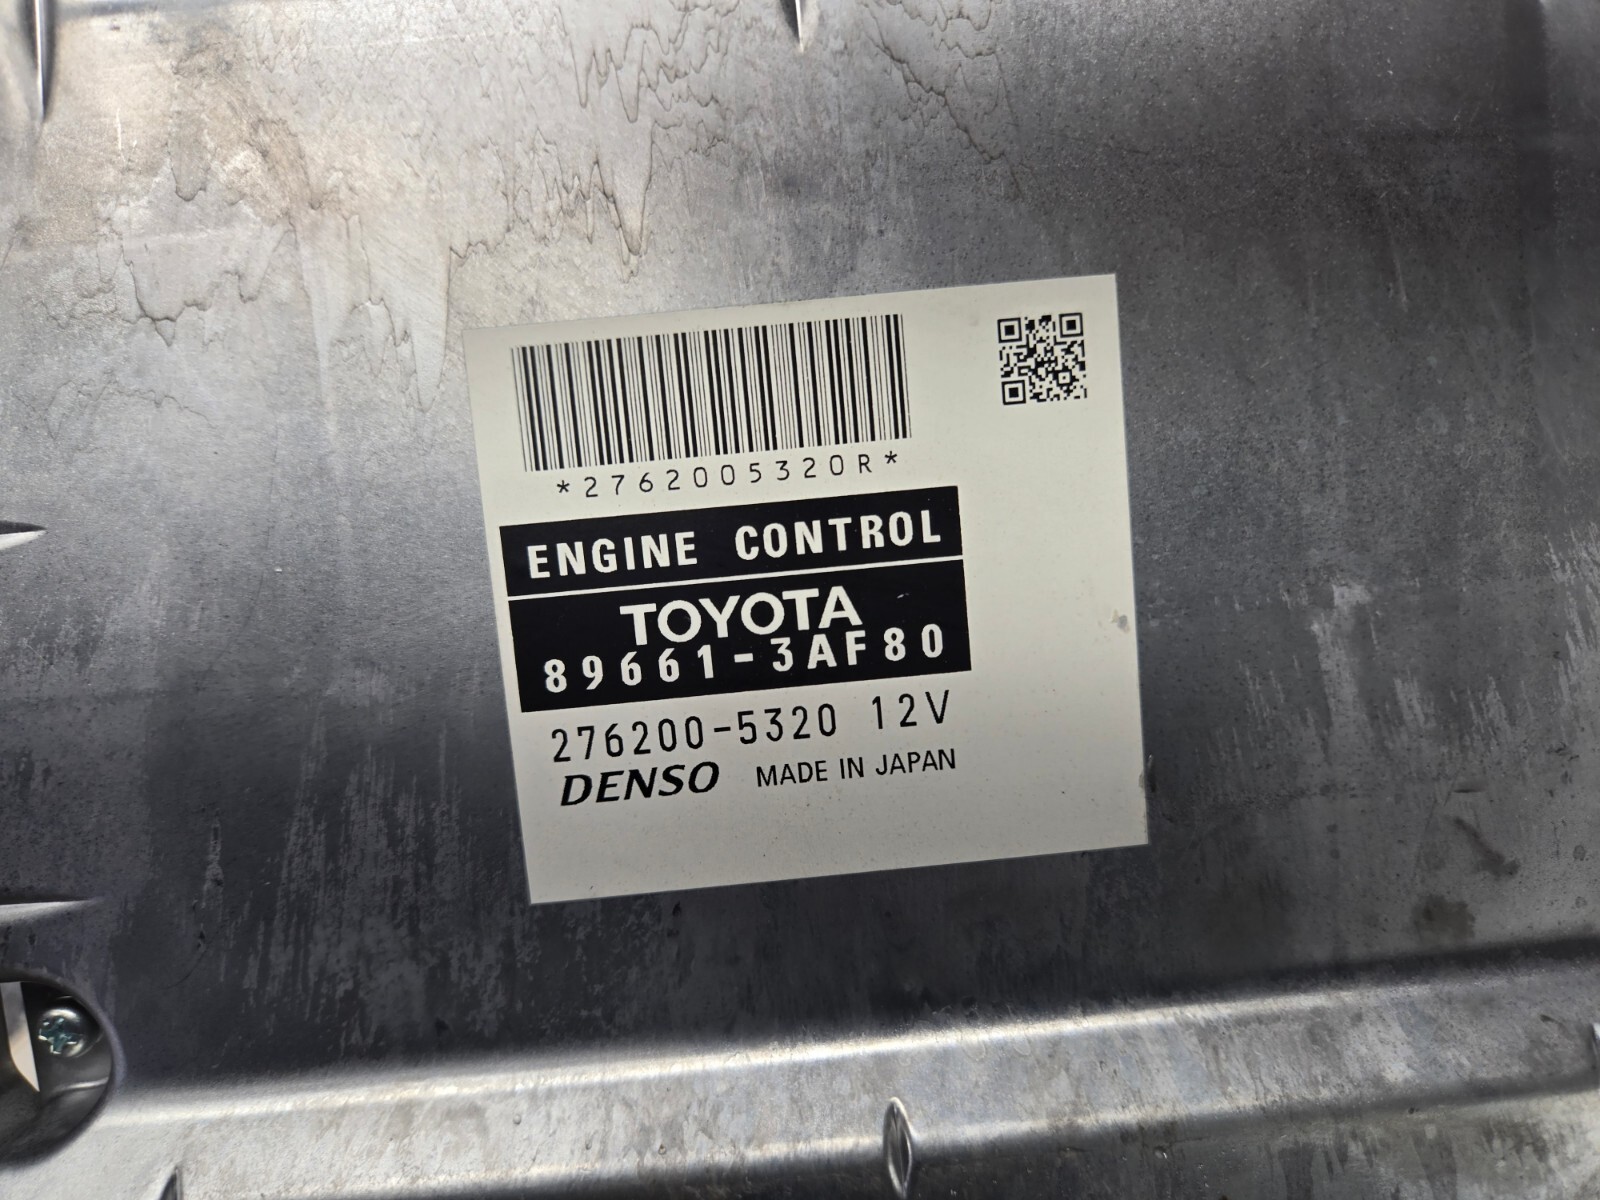 *2762005320R*
ENGINE CONTROL
TOYOTA
89661-3AF80
276200-5320 12V
DENSO MADE IN JAPAN